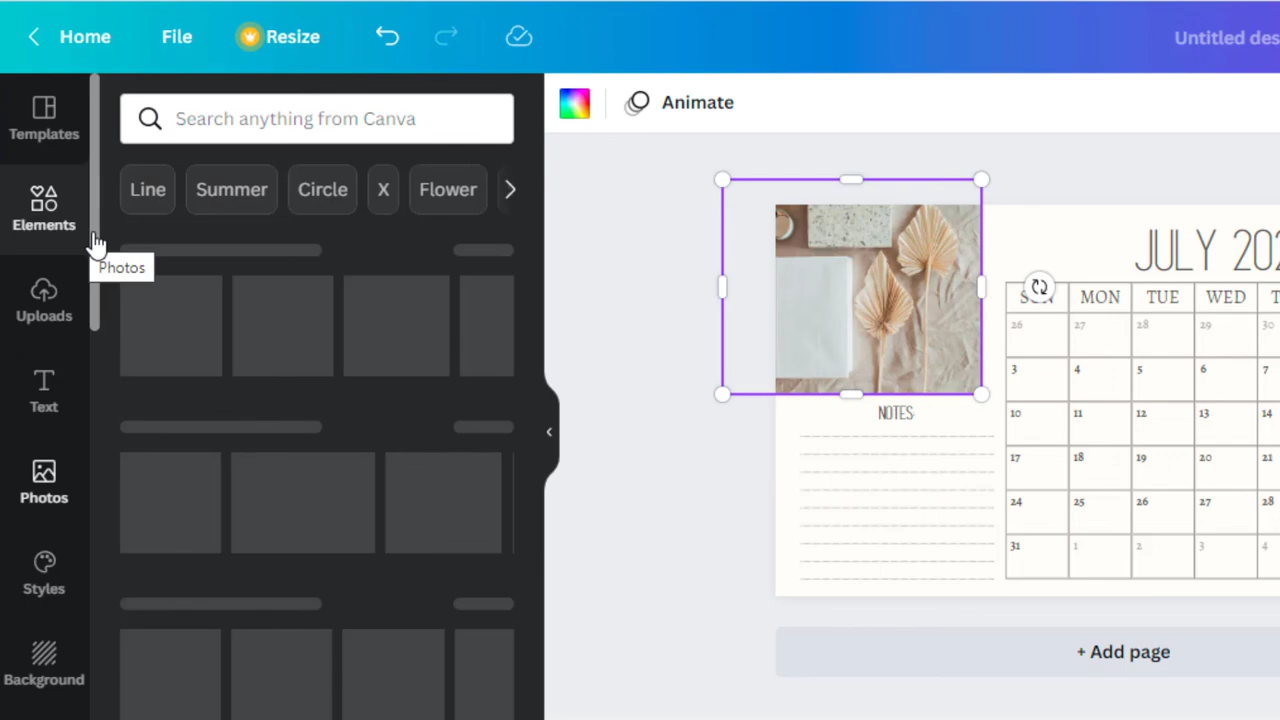 Home File Resize Untitled des
Templates
Elements
Uploads
Text
Photos
Styles
Background
Search anything from Canva
Line Summer Circle X Flower
Photos
Animate
JULY 202
SUN MON TUE WED T
26 27 28 29 30
3 4 5 6 7
10 11 12 13 14
17 18 19 20 21
24 25 26 27 28
31 1 2 3 4
NOTES
+ Add page